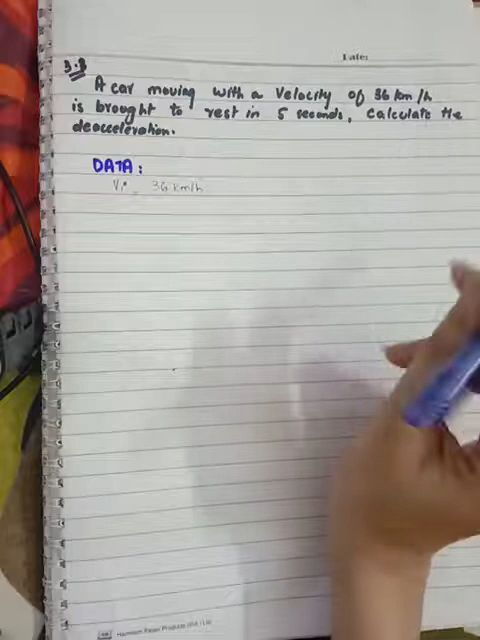 3.8
Date:
A car moving with a Velocity of 36 km/h
is brought to rest in 5 seconds, Calculate the
deacceleration.
DATA:
Vi = 36 km/h